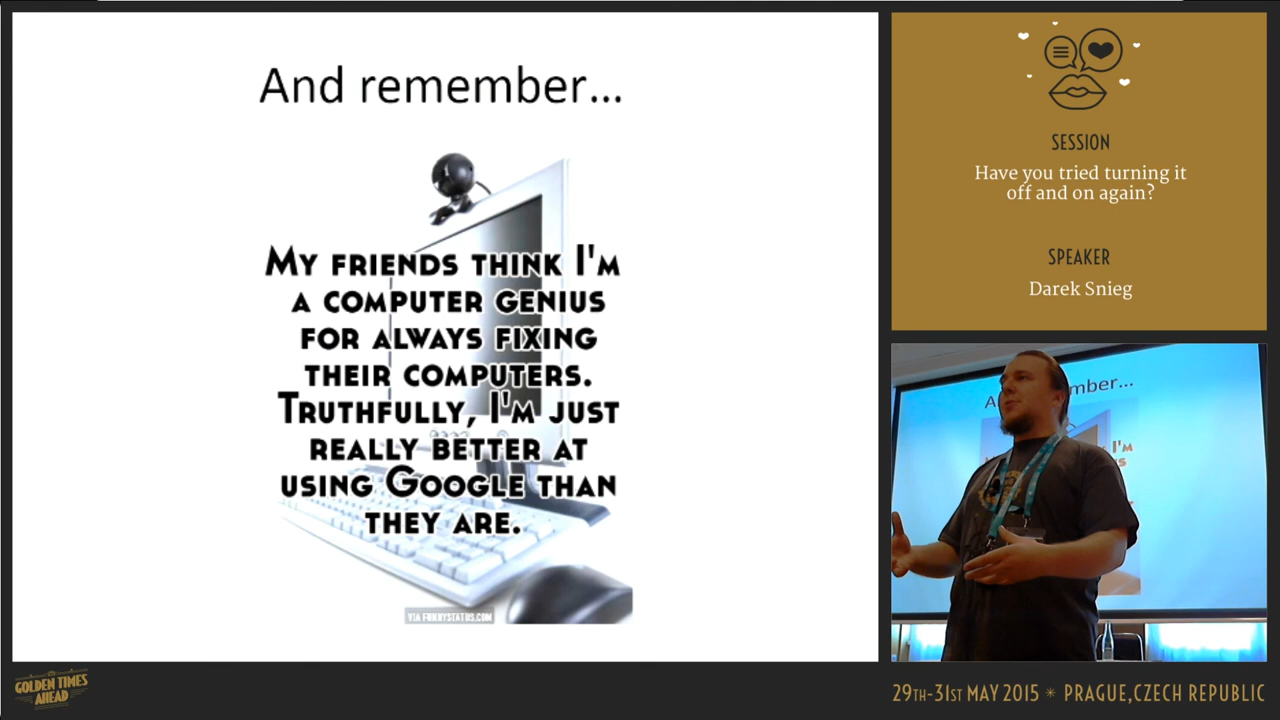 And remember...
My friends think I'm
a computer genius
for always fixing
their computers.
Truthfully, I'm just
really better at
using Google than
they are.
VIA FUNNYSTATUS.COM
SESSION
Have you tried turning it
off and on again?
SPEAKER
Darek Snieg
A
mber...
I'm
GOLDEN TIMES
AHEAD
29TH-31ST MAY 2015 * PRAGUE,CZECH REPUBLIC